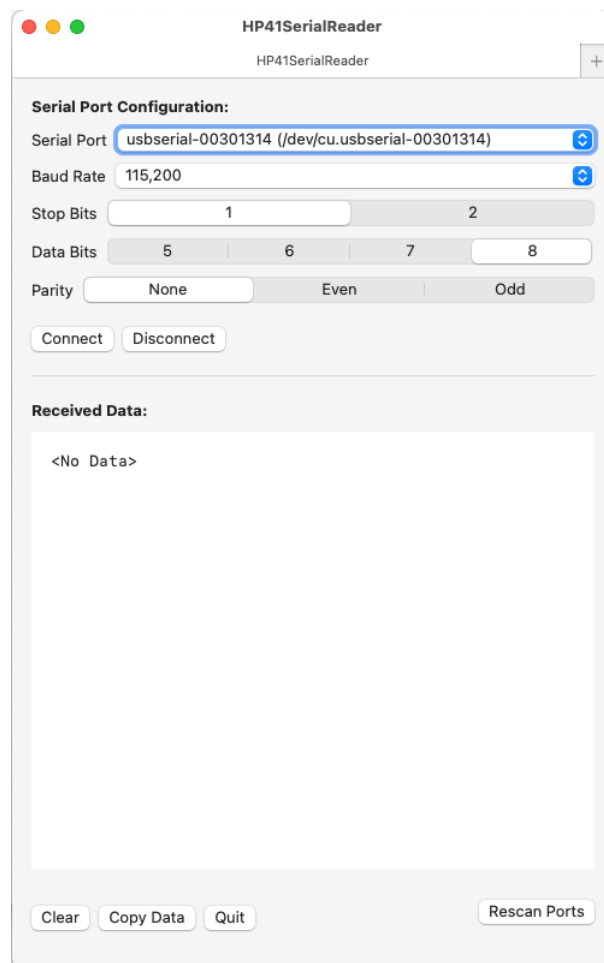 HP41SerialReader
HP41SerialReader +
Serial Port Configuration:
Serial Port usbserial-00301314 (/dev/cu.usbserial-00301314)
Baud Rate 115,200
Stop Bits 1 2
Data Bits 5 6 7 8
Parity None Even Odd
Connect Disconnect
Received Data:
<No Data>
Clear Copy Data Quit Rescan Ports